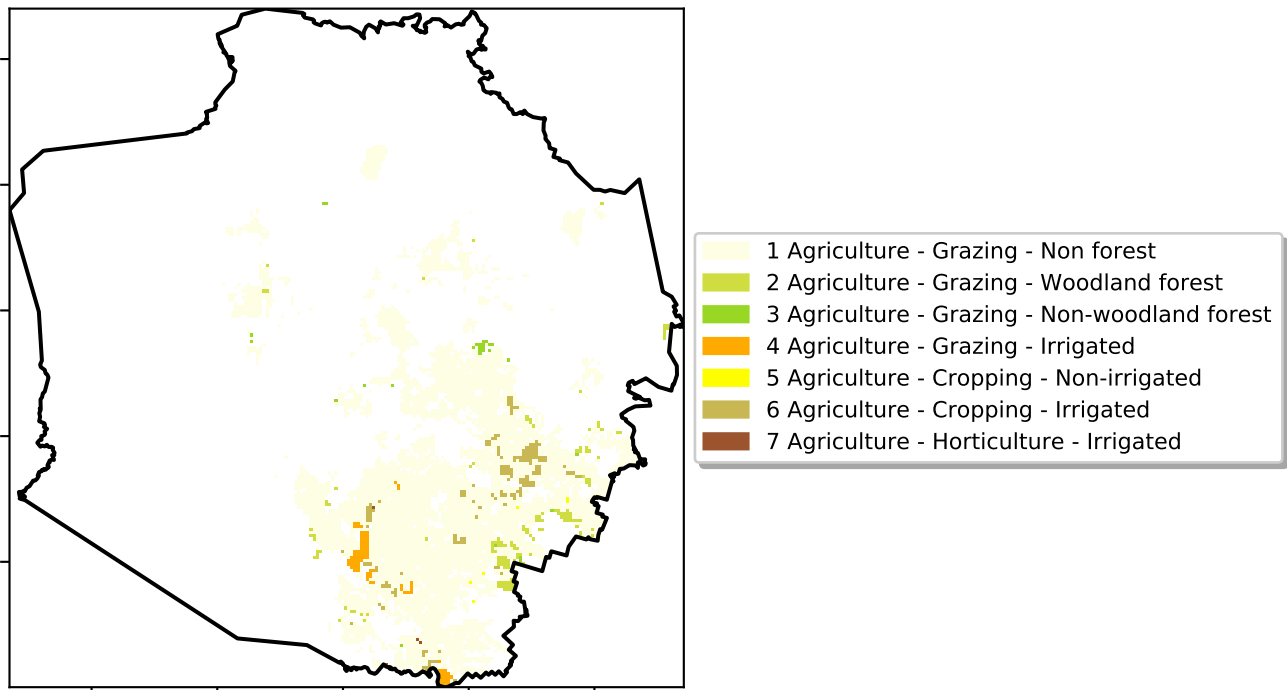 1 Agriculture - Grazing - Non forest
2 Agriculture - Grazing - Woodland forest
3 Agriculture - Grazing - Non-woodland forest
4 Agriculture - Grazing - Irrigated
5 Agriculture - Cropping - Non-irrigated
6 Agriculture - Cropping - Irrigated
7 Agriculture - Horticulture - Irrigated